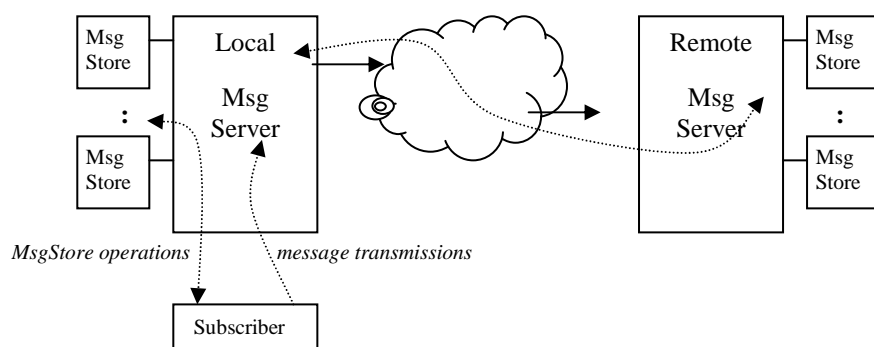 Msg
Store
:
Msg
Store
Local
Msg
Server
Remote
Msg
Server
Msg
Store
:
Msg
Store
MsgStore operations
message transmissions
Subscriber